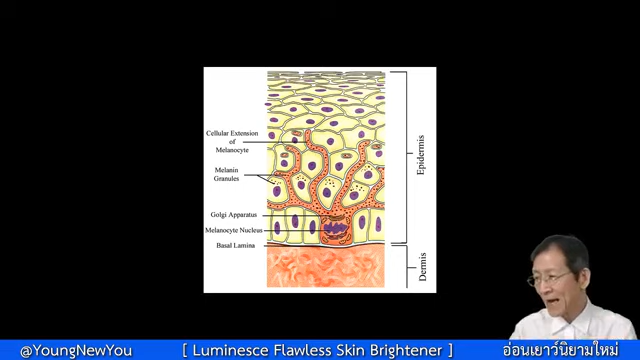 Cellular Extension
of
Melanocyte
Melanin
Granules
Golgi Apparatus
Melanocyte Nucleus
Basal Lamina
Epidermis
Dermis
@YoungNewYou [ Luminesce Flawless Skin Brightener ] อ่อนเยาว์นิยามใหม่